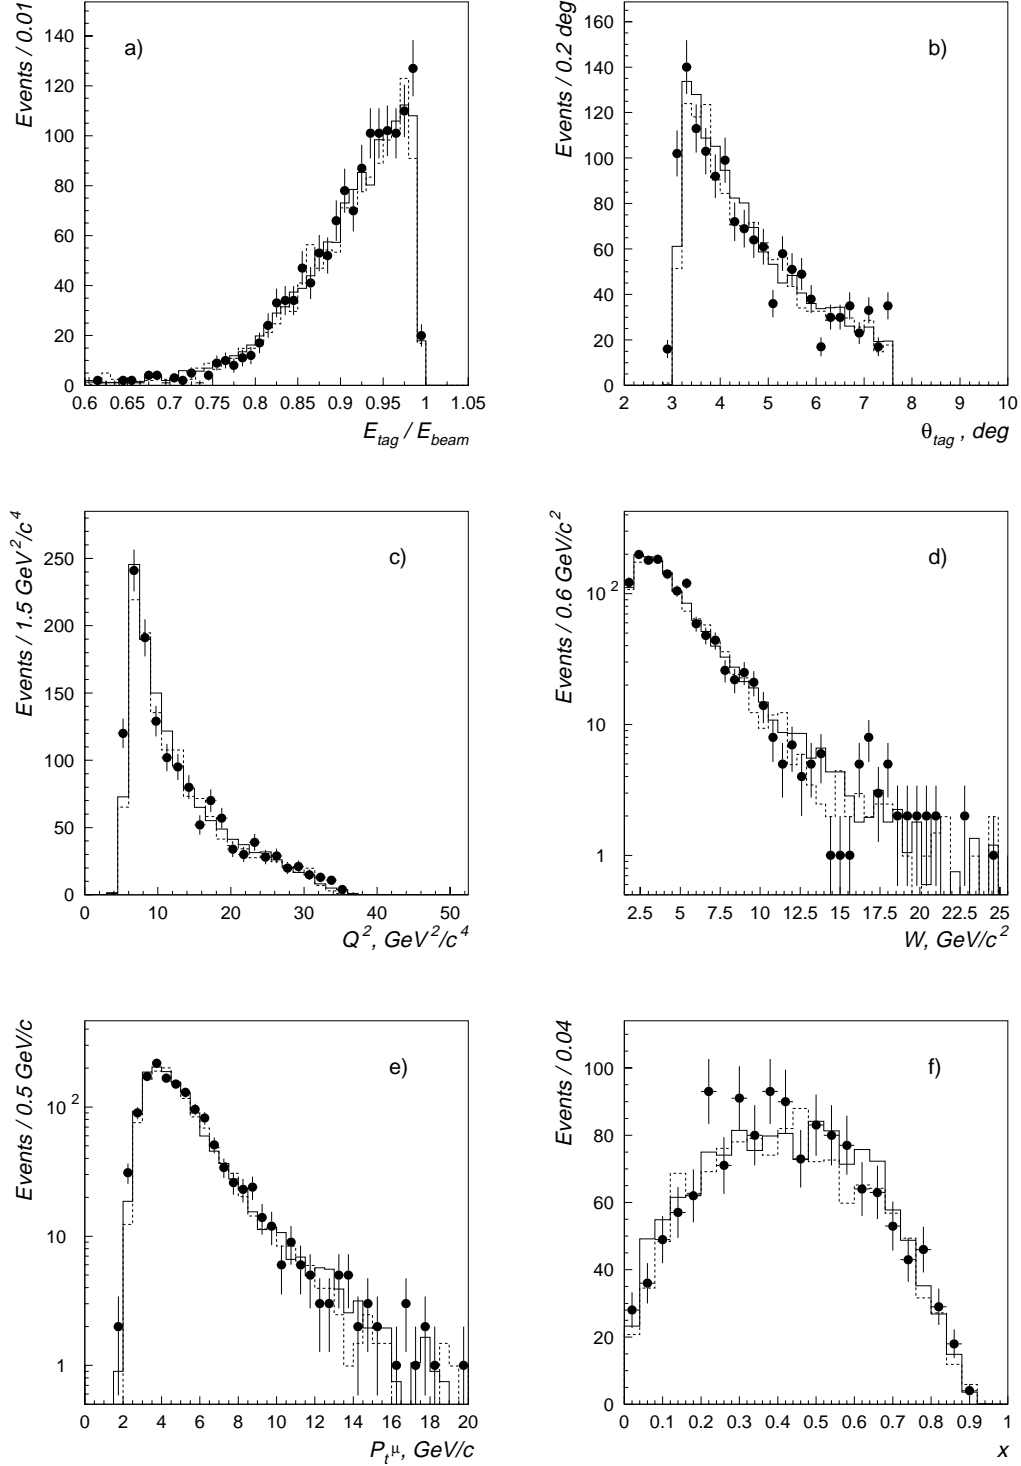 Events / 0.01
a)
140
120
100
80
60
40
20
0
0.6 0.65 0.7 0.75 0.8 0.85 0.9 0.95 1 1.05
E_tag / E_beam
Events / 0.2 deg
b)
160
140
120
100
80
60
40
20
0
2 3 4 5 6 7 8 9 10
θ_tag , deg
Events / 1.5 GeV²/c⁴
c)
250
200
150
100
50
0
0 10 20 30 40 50
Q², GeV²/c⁴
Events / 0.6 GeV/c²
d)
10²
10
1
2.5 5 7.5 10 12.5 15 17.5 20 22.5 25
W, GeV/c²
Events / 0.5 GeV/c
e)
10²
10
1
0 2 4 6 8 10 12 14 16 18 20
P_t^μ, GeV/c
Events / 0.04
f)
100
80
60
40
20
0
0 0.1 0.2 0.3 0.4 0.5 0.6 0.7 0.8 0.9 1
x